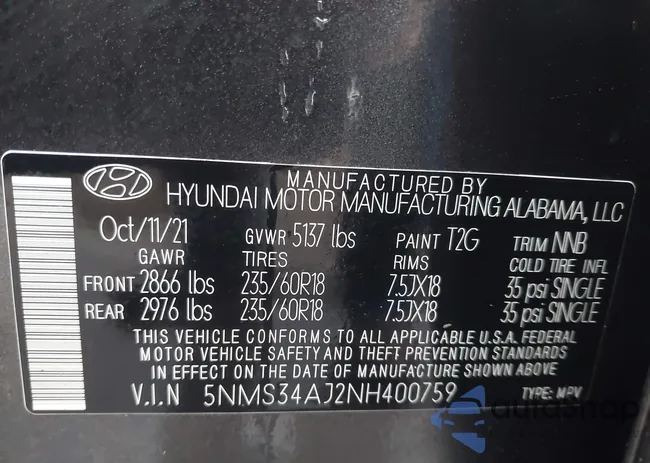 MANUFACTURED BY
HYUNDAI MOTOR MANUFACTURING ALABAMA, LLC
Oct/11/21 GVWR 5137 lbs PAINT T2G TRIM NNB
GAWR TIRES RIMS COLD TIRE INFL
FRONT 2866 lbs 235/60R18 7.5JX18 35 psi SINGLE
REAR 2976 lbs 235/60R18 7.5JX18 35 psi SINGLE
THIS VEHICLE CONFORMS TO ALL APPLICABLE U.S.A. FEDERAL
MOTOR VEHICLE SAFETY AND THEFT PREVENTION STANDARDS
IN EFFECT ON THE DATE OF MANUFACTURE SHOWN ABOVE
V.I.N 5NMS34AJ2NH400759 TYPE: MPV
autosnap